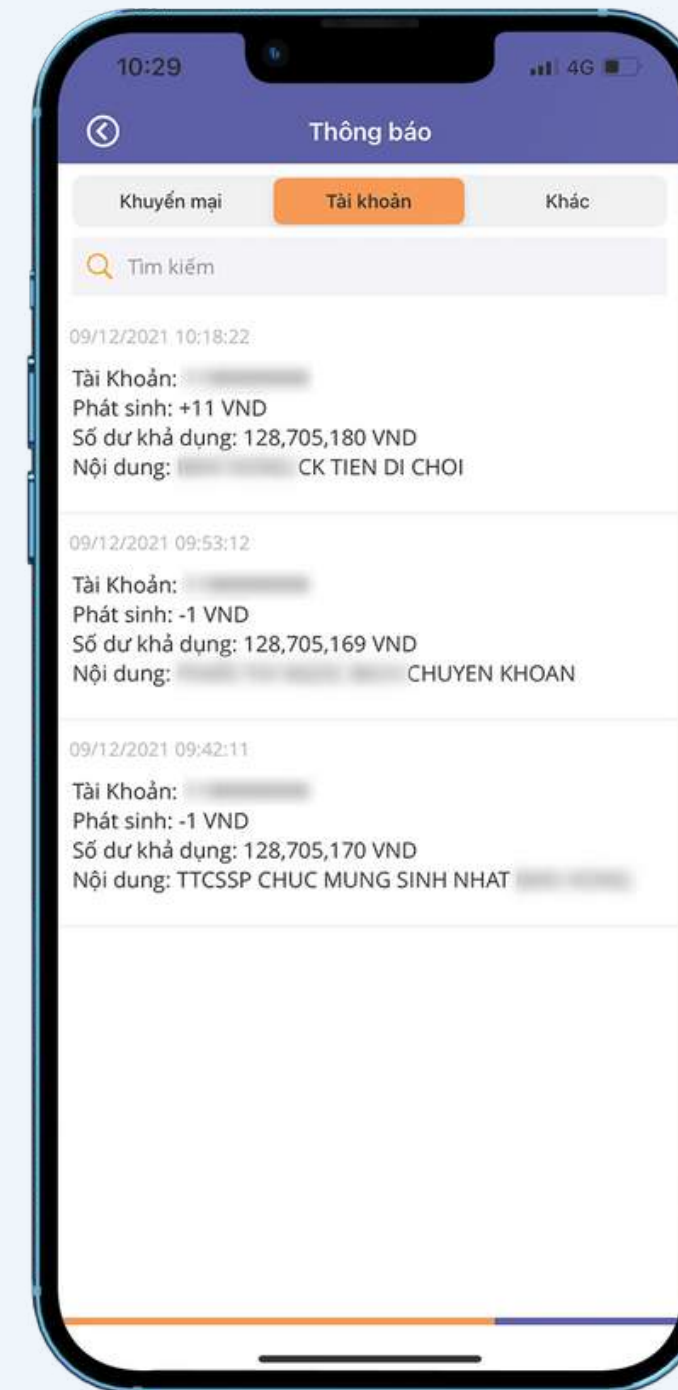 10:29
4G
Thông báo
Khuyến mại
Tài khoản
Khác
Tìm kiếm
09/12/2021 10:18:22
Tài Khoản:
Phát sinh: +11 VND
Số dư khả dụng: 128,705,180 VND
Nội dung: CK TIEN DI CHOI
09/12/2021 09:53:12
Tài Khoản:
Phát sinh: -1 VND
Số dư khả dụng: 128,705,169 VND
Nội dung: CHUYEN KHOAN
09/12/2021 09:42:11
Tài Khoản:
Phát sinh: -1 VND
Số dư khả dụng: 128,705,170 VND
Nội dung: TTCSSP CHUC MUNG SINH NHAT